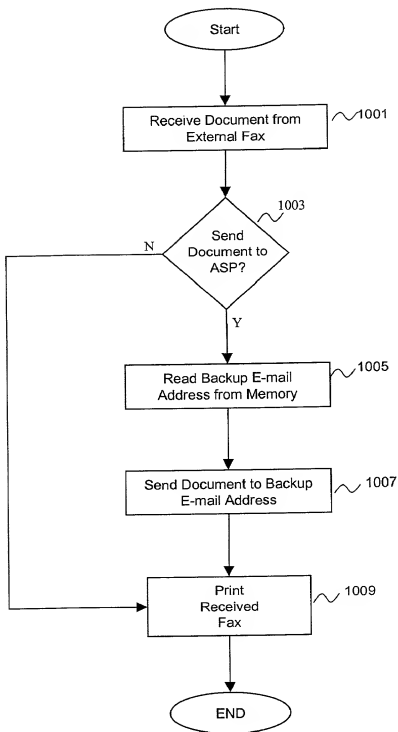 Start
Receive Document from
External Fax
1001
1003
Send
Document to
ASP?
N
Y
Read Backup E-mail
Address from Memory
1005
Send Document to Backup
E-mail Address
1007
Print
Received
Fax
1009
END